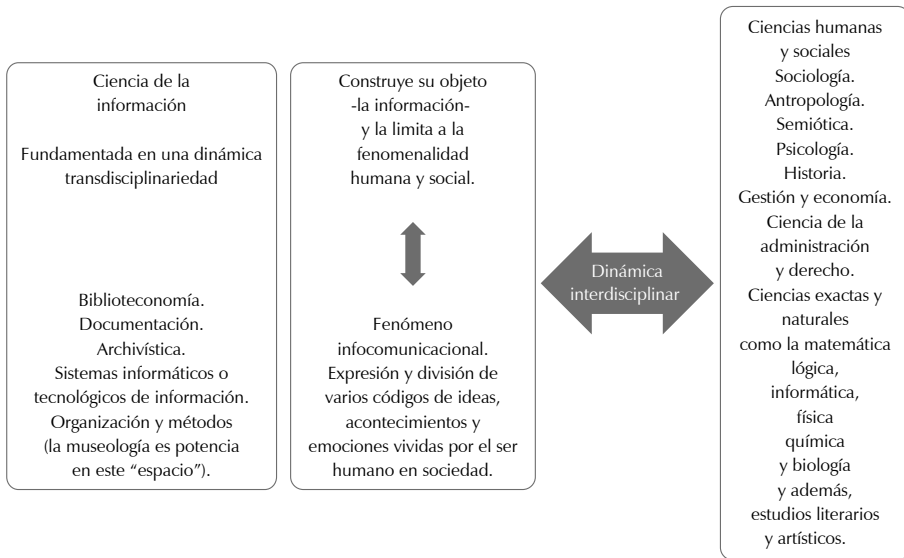 Ciencia de la
información
Fundamentada en una dinámica
transdisciplinariedad
Biblioteconomía.
Documentación.
Archivística.
Sistemas informáticos o
tecnológicos de información.
Organización y métodos
(la museología es potencia
en este “espacio”).
Construye su objeto
-la información-
y la limita a la
fenomenalidad
humana y social.
Fenómeno
infocomunicacional.
Expresión y división de
varios códigos de ideas,
acontecimientos y
emociones vividas por el ser
humano en sociedad.
Dinámica
interdisciplinar
Ciencias humanas
y sociales
Sociología.
Antropología.
Semiótica.
Psicología.
Historia.
Gestión y economía.
Ciencia de la
administración
y derecho.
Ciencias exactas y
naturales
como la matemática
lógica,
informática,
física
química
y biología
y además,
estudios literarios
y artísticos.